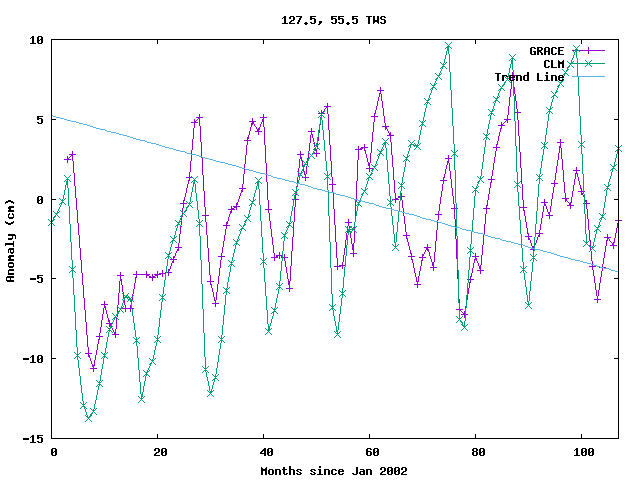 127.5, 55.5 TWS
GRACE
CLM
Trend Line
10
5
0
-5
-10
-15
Anomaly (cm)
0 20 40 60 80 100
Months since Jan 2002